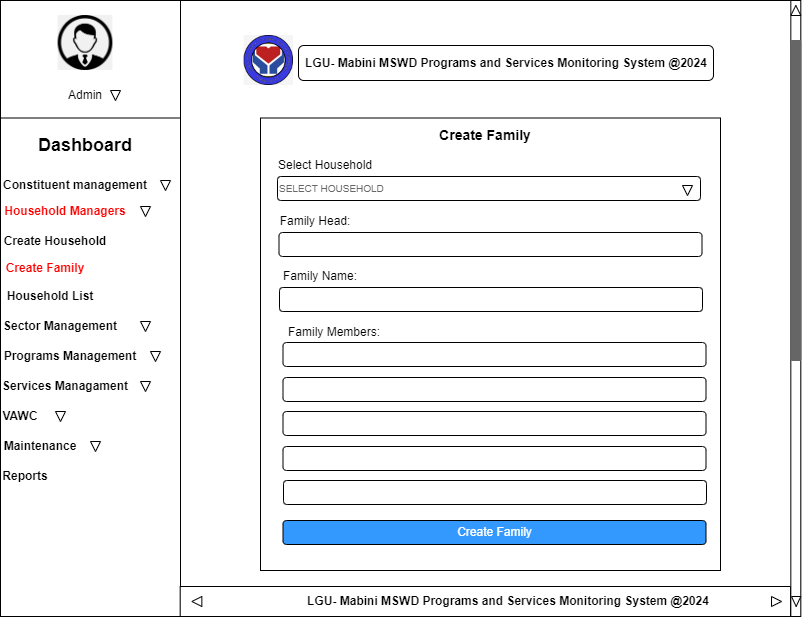 Admin
Dashboard
Constituent management
Household Managers
Create Household
Create Family
Household List
Sector Management
Programs Management
Services Managament
VAWC
Maintenance
Reports
LGU- Mabini MSWD Programs and Services Monitoring System @2024
Create Family
Select Household
SELECT HOUSEHOLD
Family Head:
Family Name:
Family Members:
Create Family
LGU- Mabini MSWD Programs and Services Monitoring System @2024